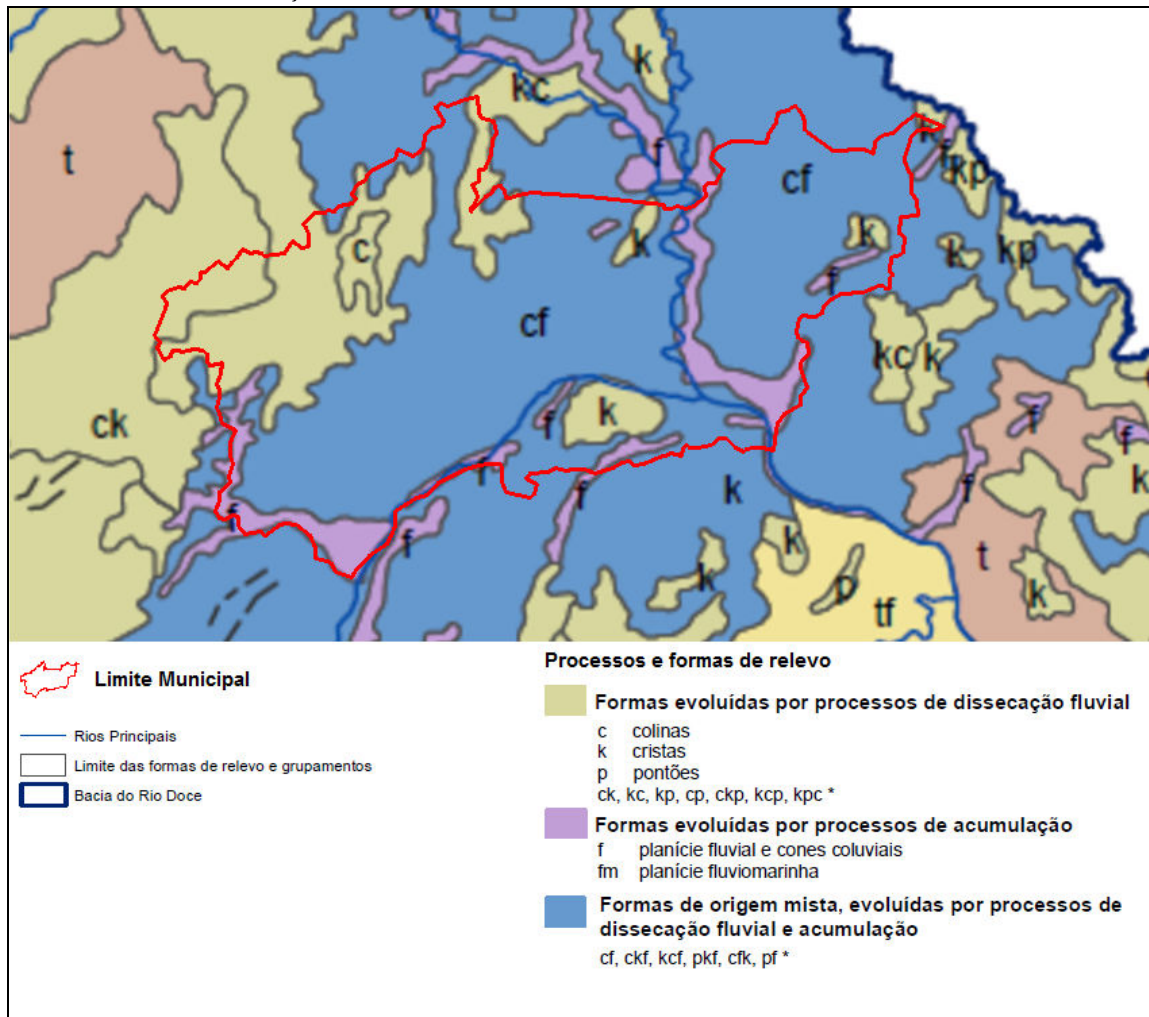 k
kc
k
t
f
cf
f
kp
k
k
kp
c
k
f
cf
kc
k
ck
k
f
f
f
f
k
f
f
k
f
f
k
k
t
k
p
k
tf
Limite Municipal
Rios Principais
Limite das formas de relevo e grupamentos
Bacia do Rio Doce
Processos e formas de relevo
Formas evoluídas por processos de dissecação fluvial
c colinas
k cristas
p pontões
ck, kc, kp, cp, ckp, kcp, kpc *
Formas evoluídas por processos de acumulação
f planície fluvial e cones coluviais
fm planície fluviomarinha
Formas de origem mista, evoluídas por processos de
dissecação fluvial e acumulação
cf, ckf, kcf, pkf, cfk, pf *